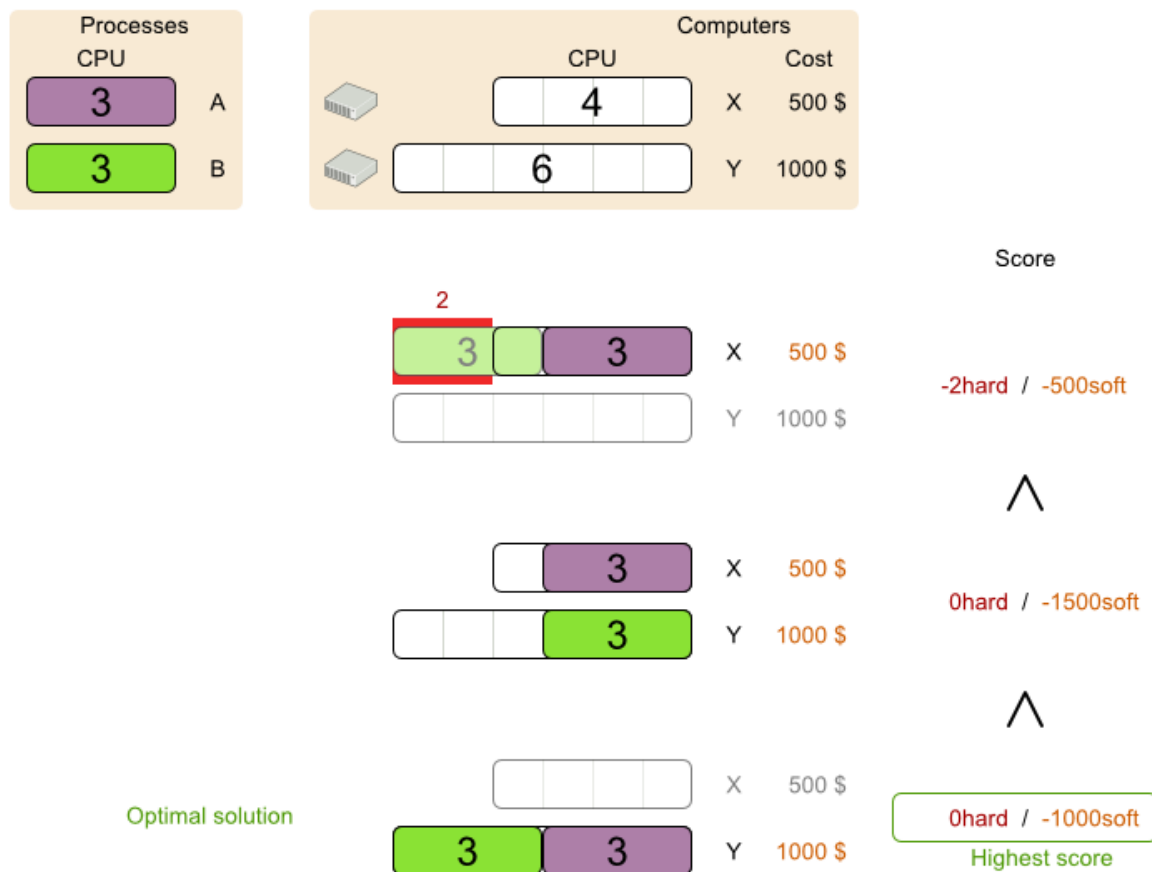 Processes
CPU
3 A
3 B
Computers
CPU Cost
4 X 500 $
6 Y 1000 $
Score
2
3 3 X 500 $
Y 1000 $
-2hard / -500soft
3 X 500 $
3 Y 1000 $
0hard / -1500soft
X 500 $
Optimal solution
3 3 Y 1000 $
0hard / -1000soft
Highest score